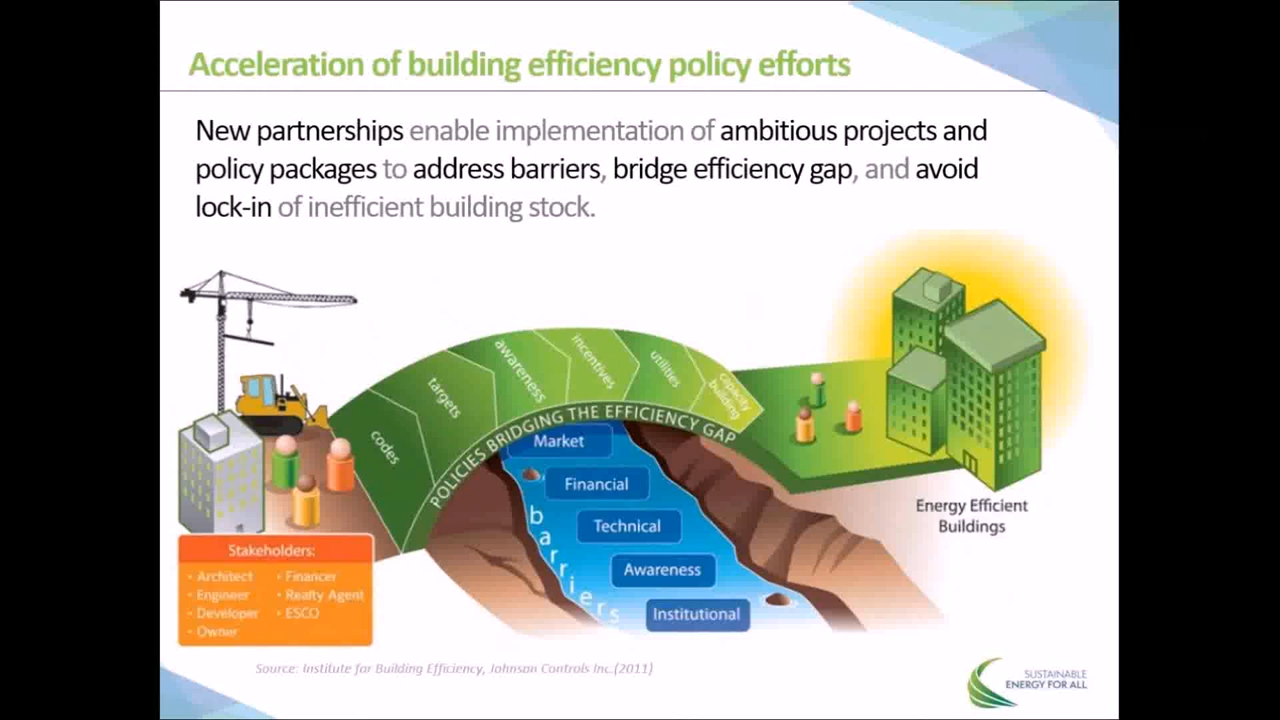 Acceleration of building efficiency policy efforts
New partnerships enable implementation of ambitious projects and
policy packages to address barriers, bridge efficiency gap, and avoid
lock-in of inefficient building stock.
codes
targets
awareness
incentives
utilities
capacity
building
POLICIES BRIDGING THE EFFICIENCY GAP
Market
Financial
Technical
Awareness
Institutional
barriers
Energy Efficient
Buildings
Stakeholders:
• Architect
• Engineer
• Developer
• Owner
• Financer
• Realty Agent
• ESCO
Source: Institute for Building Efficiency, Johnson Controls Inc.(2011)
SUSTAINABLE
ENERGY FOR ALL